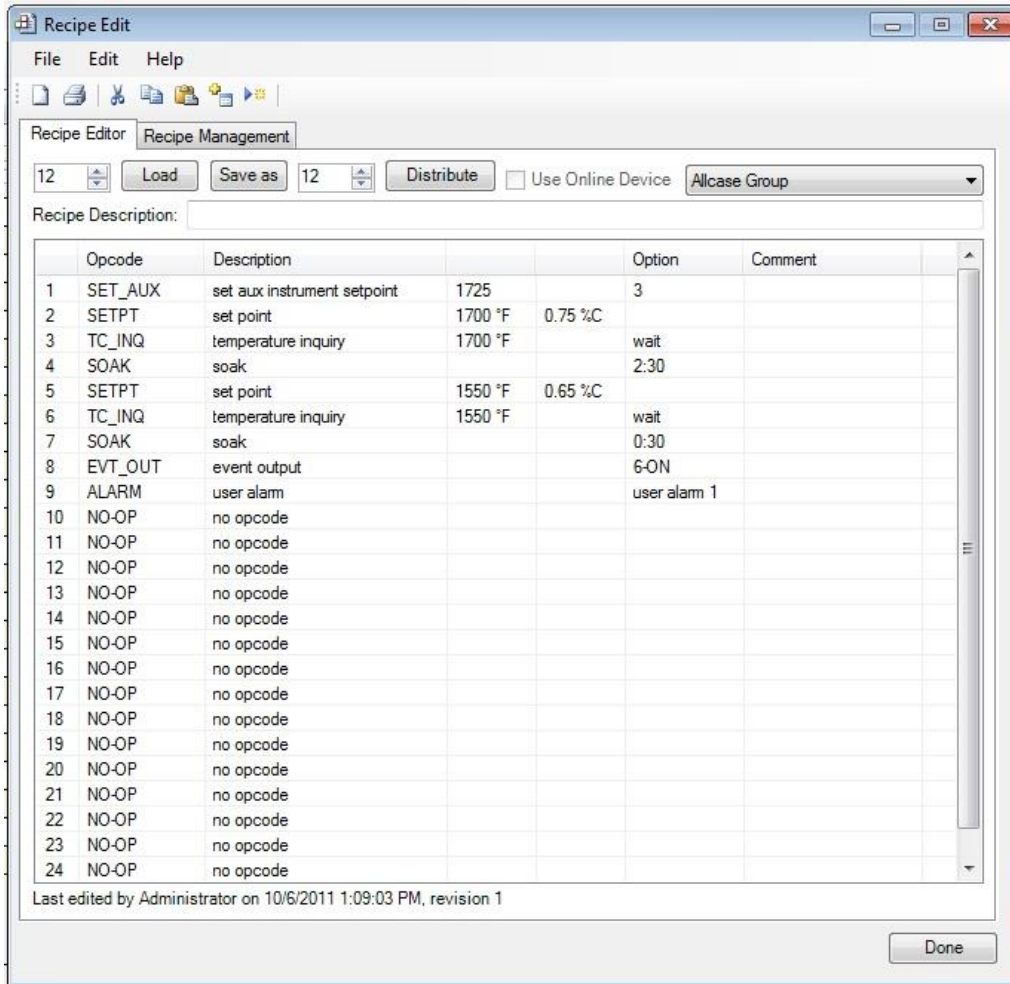 Recipe Edit
File Edit Help
Recipe Editor Recipe Management
12 Load Save as 12 Distribute Use Online Device Allcase Group
Recipe Description:
Opcode Description Option Comment
1 SET_AUX set aux instrument setpoint 1725 3
2 SETPT set point 1700 °F 0.75 %C
3 TC_INQ temperature inquiry 1700 °F wait
4 SOAK soak 2:30
5 SETPT set point 1550 °F 0.65 %C
6 TC_INQ temperature inquiry 1550 °F wait
7 SOAK soak 0:30
8 EVT_OUT event output 6-ON
9 ALARM user alarm user alarm 1
10 NO-OP no opcode
11 NO-OP no opcode
12 NO-OP no opcode
13 NO-OP no opcode
14 NO-OP no opcode
15 NO-OP no opcode
16 NO-OP no opcode
17 NO-OP no opcode
18 NO-OP no opcode
19 NO-OP no opcode
20 NO-OP no opcode
21 NO-OP no opcode
22 NO-OP no opcode
23 NO-OP no opcode
24 NO-OP no opcode
Last edited by Administrator on 10/6/2011 1:09:03 PM, revision 1
Done